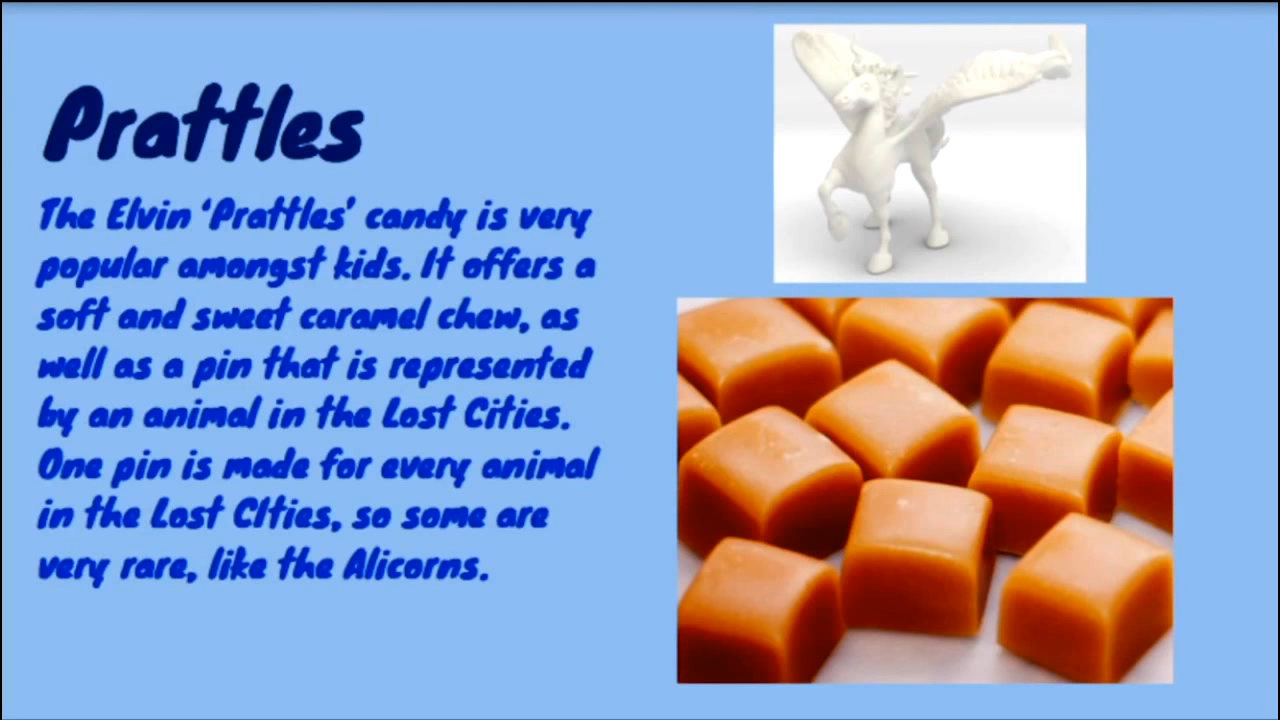 Prattles
The Elvin ‘Prattles’ candy is very
popular amongst kids. It offers a
soft and sweet caramel chew, as
well as a pin that is represented
by an animal in the Lost Cities.
One pin is made for every animal
in the Lost CIties, so some are
very rare, like the Alicorns.